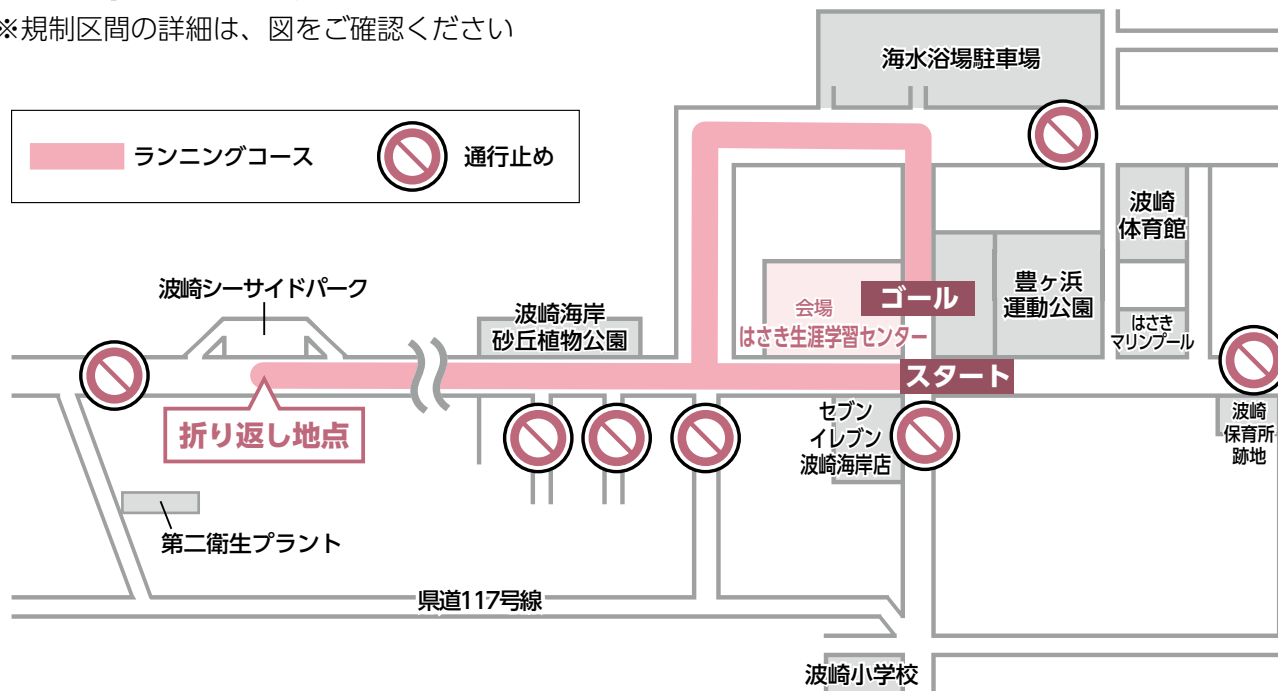 ※規制区間の詳細は、図をご確認ください
海水浴場駐車場
ランニングコース
通行止め
波崎
体育館
波崎シーサイドパーク
波崎海岸
砂丘植物公園
会場
はさき生涯学習センター
ゴール
豊ヶ浜
運動公園
はさき
マリンプール
スタート
折り返し地点
セブン
イレブン
波崎海岸店
波崎
保育所
跡地
第二衛生プラント
県道117号線
波崎小学校